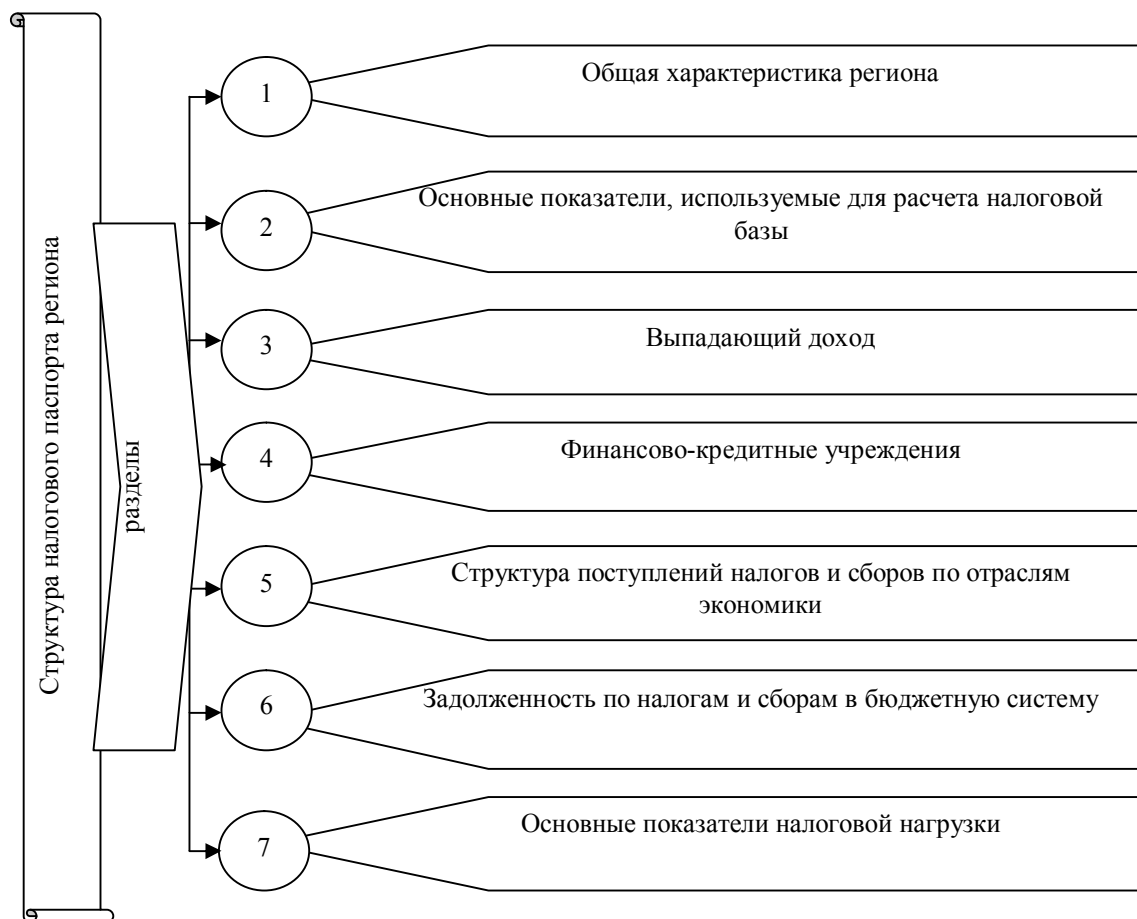 Структура налогового паспорта региона
разделы
1
Общая характеристика региона
2
Основные показатели, используемые для расчета налоговой
базы
3
Выпадающий доход
4
Финансово-кредитные учреждения
5
Структура поступлений налогов и сборов по отраслям
экономики
6
Задолженность по налогам и сборам в бюджетную систему
7
Основные показатели налоговой нагрузки